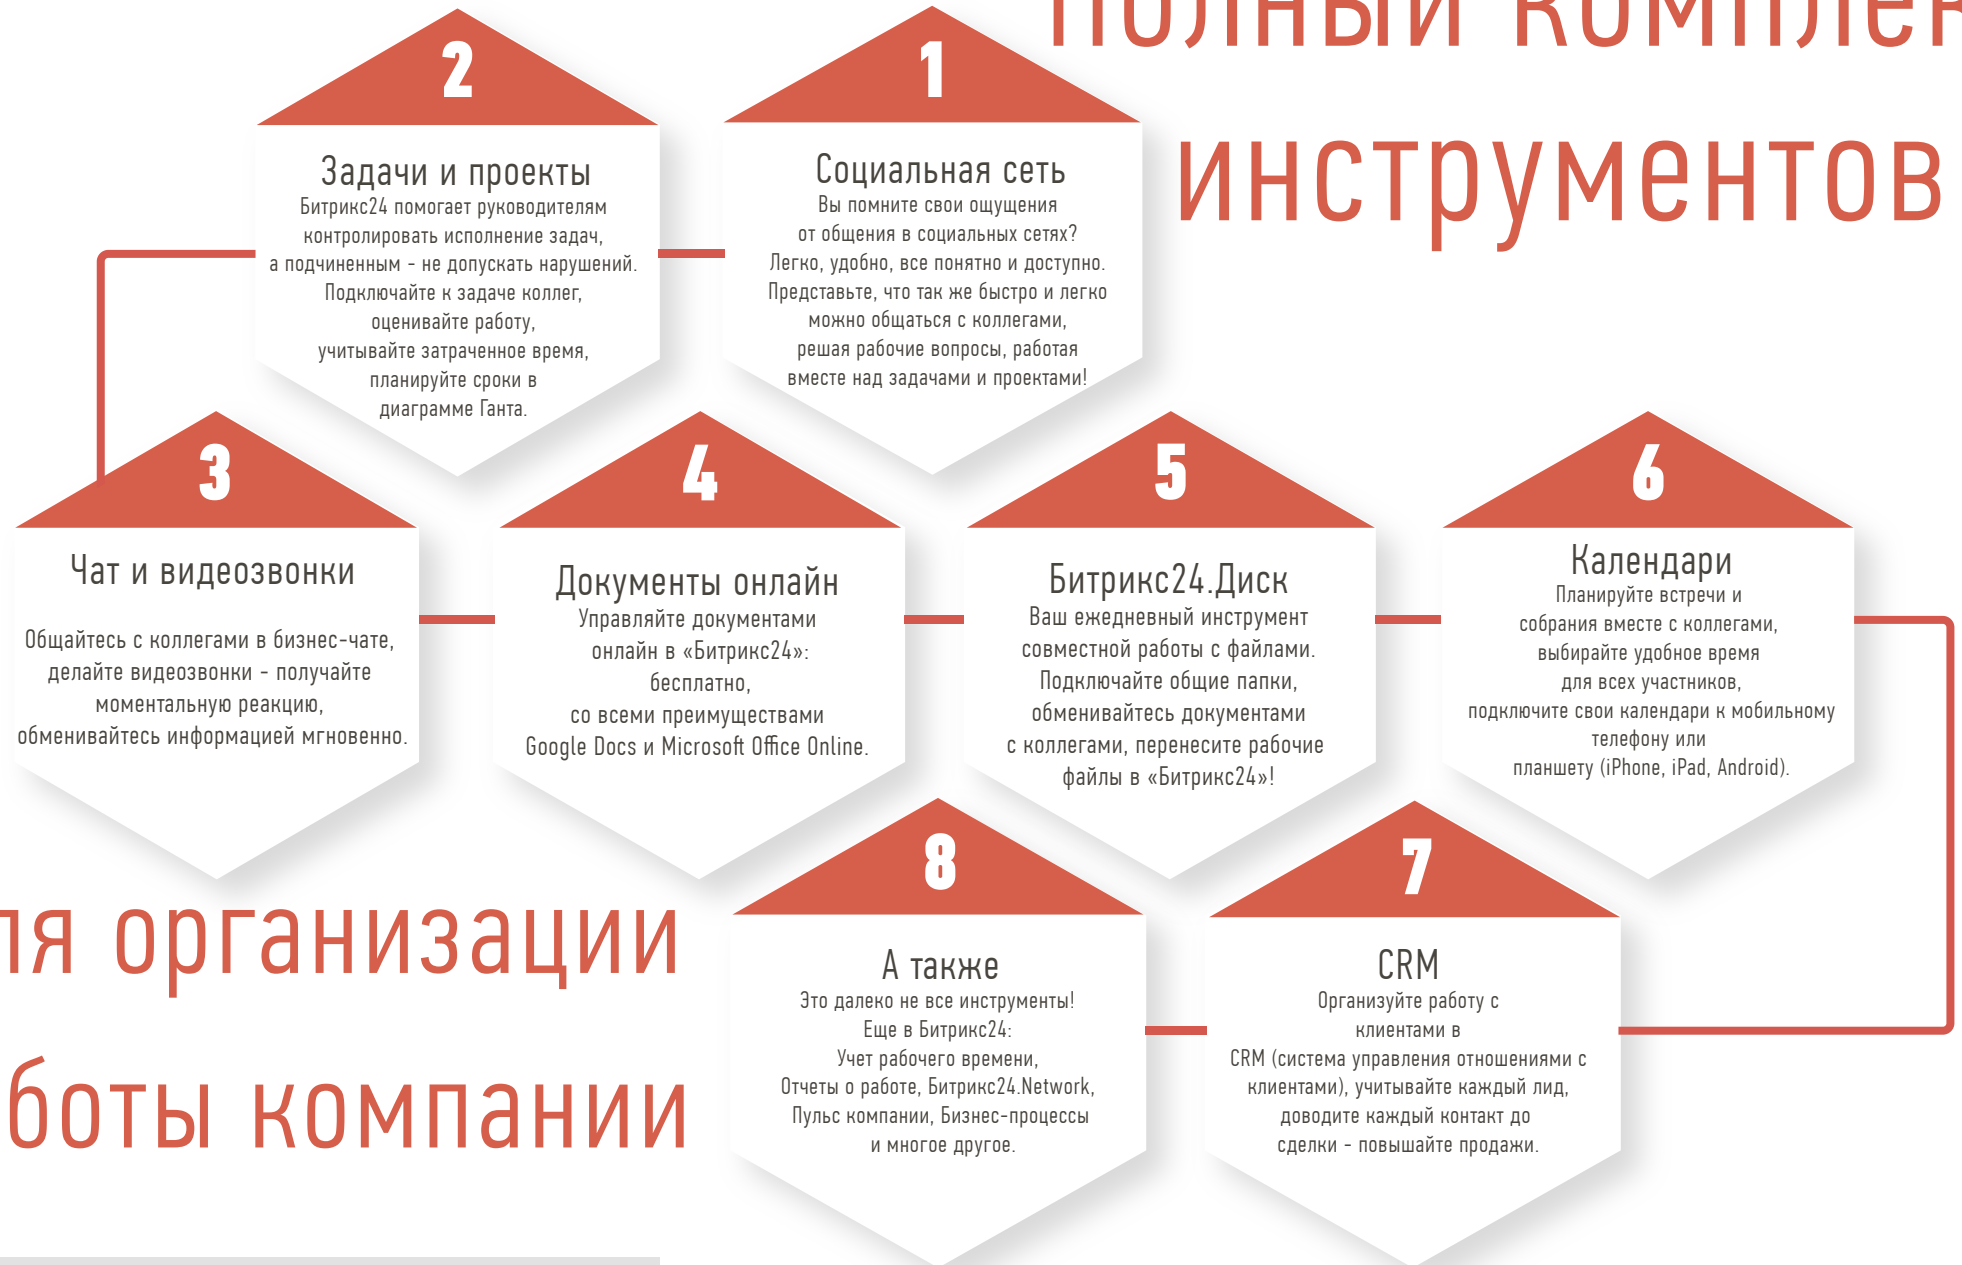 Полный комплек
инструментов
1
Социальная сеть
Вы помните свои ощущения
от общения в социальных сетях?
Легко, удобно, все понятно и доступно.
Представьте, что так же быстро и легко
можно общаться с коллегами,
решая рабочие вопросы, работая
вместе над задачами и проектами!
2
Задачи и проекты
Битрикс24 помогает руководителям
контролировать исполнение задач,
а подчиненным - не допускать нарушений.
Подключайте к задаче коллег,
оценивайте работу,
учитывайте затраченное время,
планируйте сроки в
диаграмме Ганта.
3
Чат и видеозвонки
Общайтесь с коллегами в бизнес-чате,
делайте видеозвонки - получайте
моментальную реакцию,
обменивайтесь информацией мгновенно.
4
Документы онлайн
Управляйте документами
онлайн в «Битрикс24»:
бесплатно,
со всеми преимуществами
Google Docs и Microsoft Office Online.
5
Битрикс24.Диск
Ваш ежедневный инструмент
совместной работы с файлами.
Подключайте общие папки,
обменивайтесь документами
с коллегами, перенесите рабочие
файлы в «Битрикс24»!
6
Календари
Планируйте встречи и
собрания вместе с коллегами,
выбирайте удобное время
для всех участников,
подключите свои календари к мобильному
телефону или
планшету (iPhone, iPad, Android).
7
CRM
Организуйте работу с
клиентами в
CRM (система управления отношениями с
клиентами), учитывайте каждый лид,
доводите каждый контакт до
сделки - повышайте продажи.
8
А также
Это далеко не все инструменты!
Еще в Битрикс24:
Учет рабочего времени,
Отчеты о работе, Битрикс24.Network,
Пульс компании, Бизнес-процессы
и многое другое.
ля организации
боты компании